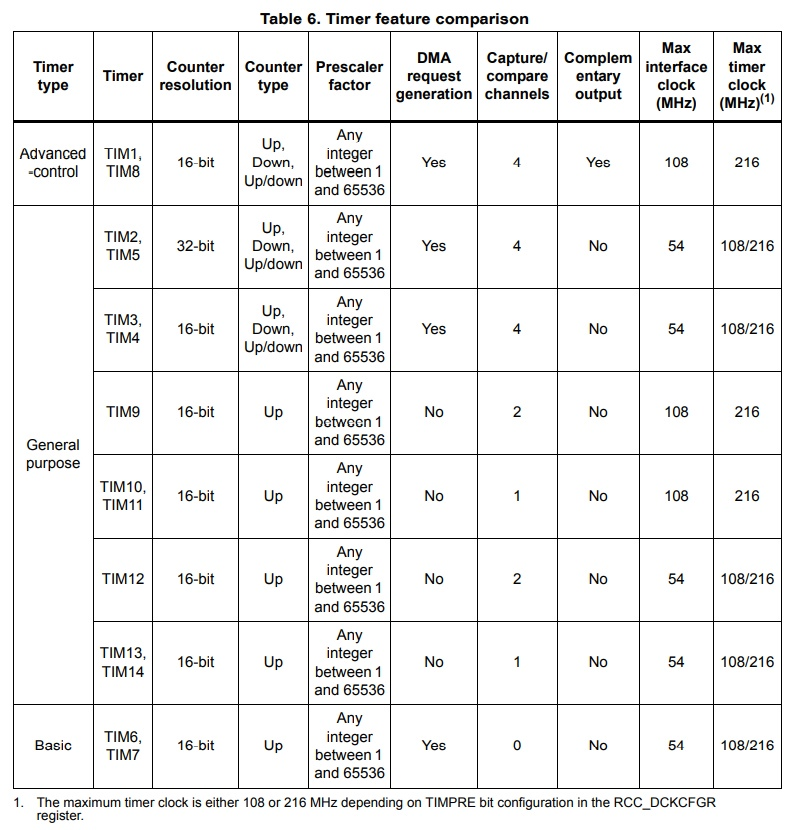 Table 6. Timer feature comparison
Timer type | Timer | Counter resolution | Counter type | Prescaler factor | DMA request generation | Capture/ compare channels | Complem entary output | Max interface clock (MHz) | Max timer clock (MHz)(1)
Advanced -control | TIM1, TIM8 | 16-bit | Up, Down, Up/down | Any integer between 1 and 65536 | Yes | 4 | Yes | 108 | 216
General purpose | TIM2, TIM5 | 32-bit | Up, Down, Up/down | Any integer between 1 and 65536 | Yes | 4 | No | 54 | 108/216
TIM3, TIM4 | 16-bit | Up, Down, Up/down | Any integer between 1 and 65536 | Yes | 4 | No | 54 | 108/216
TIM9 | 16-bit | Up | Any integer between 1 and 65536 | No | 2 | No | 108 | 216
TIM10, TIM11 | 16-bit | Up | Any integer between 1 and 65536 | No | 1 | No | 108 | 216
TIM12 | 16-bit | Up | Any integer between 1 and 65536 | No | 2 | No | 54 | 108/216
TIM13, TIM14 | 16-bit | Up | Any integer between 1 and 65536 | No | 1 | No | 54 | 108/216
Basic | TIM6, TIM7 | 16-bit | Up | Any integer between 1 and 65536 | Yes | 0 | No | 54 | 108/216
1. The maximum timer clock is either 108 or 216 MHz depending on TIMPRE bit configuration in the RCC_DCKCFGR
register.